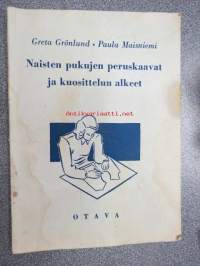 Greta Grönlund • Paula Maisniemi
Naisten pukujen peruskaavat
ja kuosittelun alkeet
OTAVA